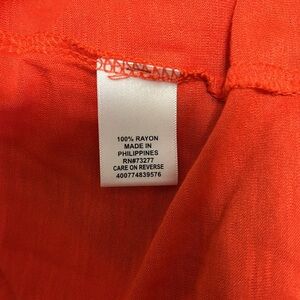 100% RAYON
MADE IN
PHILIPPINES
RN#73277
CARE ON REVERSE
400774839576